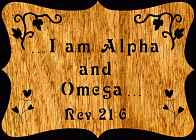 ...I am Alpha
and
Omega...
Rev. 21:6